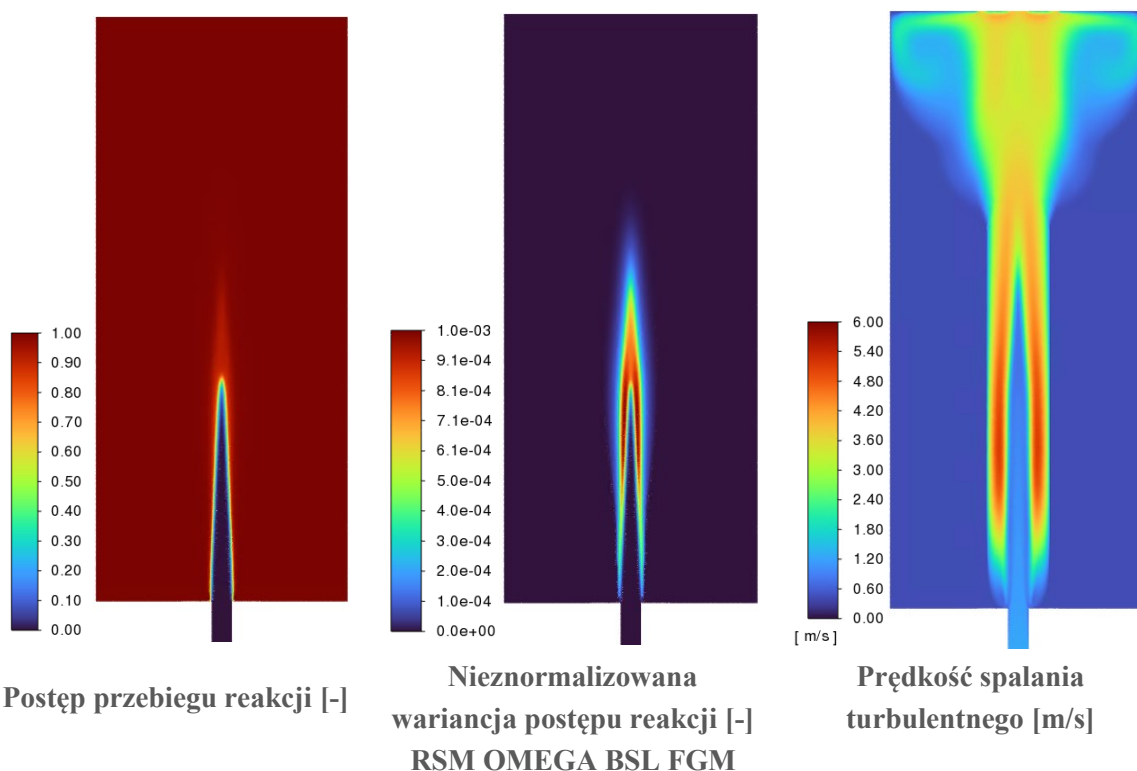 1.00
0.90
0.80
0.70
0.60
0.50
0.40
0.30
0.20
0.10
0.00
Postęp przebiegu reakcji [-]
1.0e-03
9.1e-04
8.1e-04
7.1e-04
6.1e-04
5.0e-04
4.0e-04
3.0e-04
2.0e-04
1.0e-04
0.0e+00
Nieznormalizowana
wariancja postępu reakcji [-]
RSM OMEGA BSL FGM
6.00
5.40
4.80
4.20
3.60
3.00
2.40
1.80
1.20
0.60
0.00
[ m/s ]
Prędkość spalania
turbulentnego [m/s]